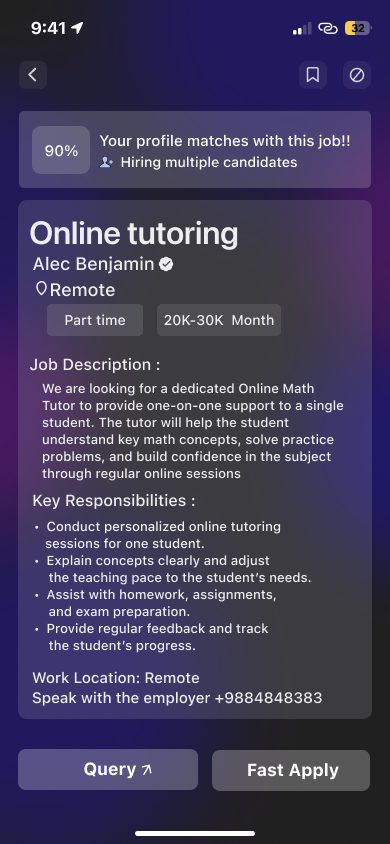 9:41
32
90%
Your profile matches with this job!!
Hiring multiple candidates
Online tutoring
Alec Benjamin
Remote
Part time
20K-30K Month
Job Description :
We are looking for a dedicated Online Math
Tutor to provide one-on-one support to a single
student. The tutor will help the student
understand key math concepts, solve practice
problems, and build confidence in the subject
through regular online sessions
Key Responsibilities :
• Conduct personalized online tutoring
sessions for one student.
• Explain concepts clearly and adjust
the teaching pace to the student’s needs.
• Assist with homework, assignments,
and exam preparation.
• Provide regular feedback and track
the student’s progress.
Work Location: Remote
Speak with the employer +9884848383
Query
Fast Apply